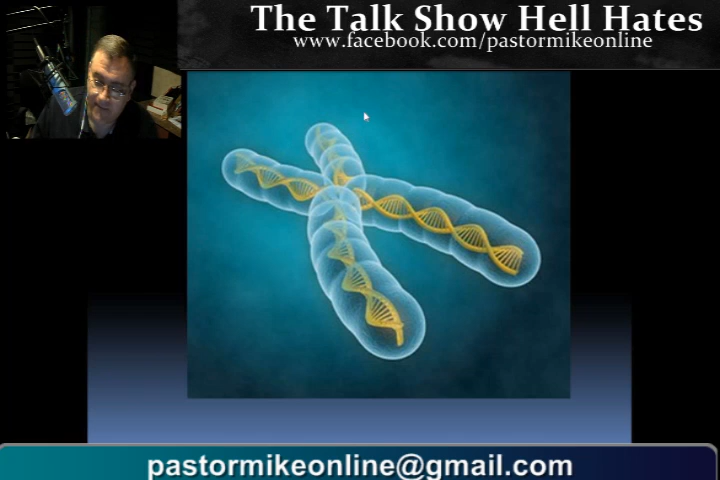 The Talk Show Hell Hates
www.facebook.com/pastormikeonline
pastormikeonline@gmail.com